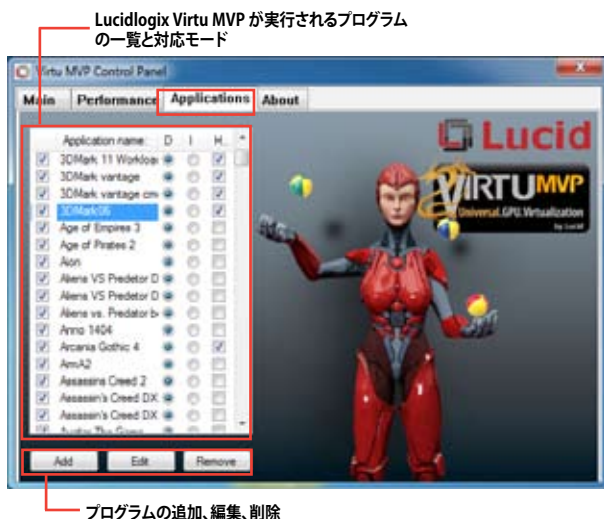 Lucidlogix Virtu MVP が実行されるプログラム
の一覧と対応モード
Virtu MVP Control Panel
Main Performance Applications About
Application name: D I H..
3DMark 11 Workloa
3DMark vantage
3DMark vantage cm
3DMark06
Age of Empires 3
Age of Pirates 2
Aion
Aliens VS Predetor D
Aliens VS Predetor D
Aliens vs. Predator b
Anno 1404
Arcania Gothic 4
ArmA2
Assassins Creed 2
Assassin's Creed DX
Assassin's Creed DX
Avatar The Game
Add Edit Remove
Lucid
VIRTU MVP
Universal.GPU.Virtualization
by Lucid
プログラムの追加、編集、削除